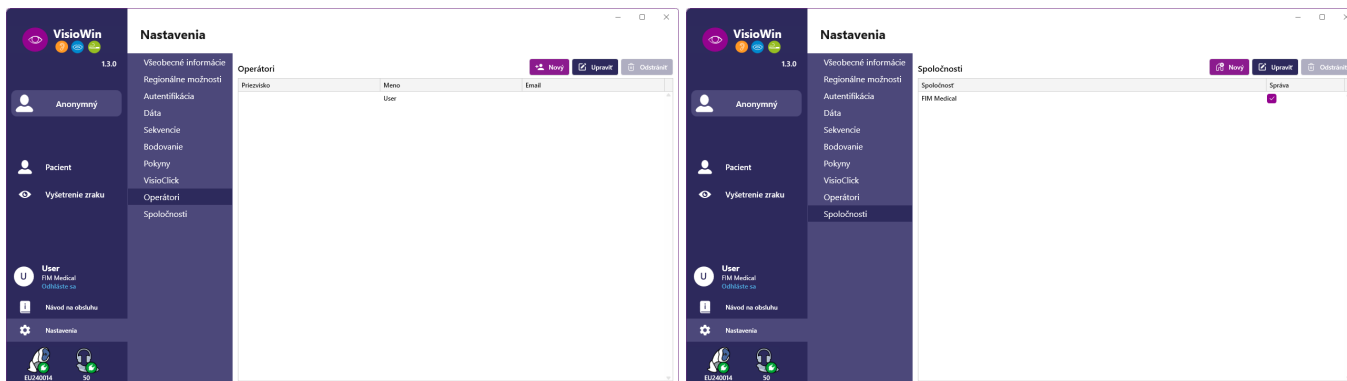 VisioWin
1.3.0
Anonymný
Pacient
Vyšetrenie zraku
User
FIM Medical
Odhláste sa
Návod na obsluhu
Nastavenia
EU240014
50
Nastavenia
Všeobecné informácie
Regionálne možnosti
Autentifikácia
Dáta
Sekvencie
Bodovanie
Pokyny
VisioClick
Operátori
Spoločnosti
Operátori
Nový
Upraviť
Odstrániť
Priezvisko Meno Email
User
VisioWin
1.3.0
Anonymný
Pacient
Vyšetrenie zraku
U
User
FIM Medical
Odhláste sa
Návod na obsluhu
Nastavenia
EU240014
50
Nastavenia
Všeobecné informácie
Regionálne možnosti
Autentifikácia
Dáta
Sekvencie
Bodovanie
Pokyny
VisioClick
Operátori
Spoločnosti
Spoločnosti
Nový
Upraviť
Odstrániť
Spoločnosť Správa
FIM Medical